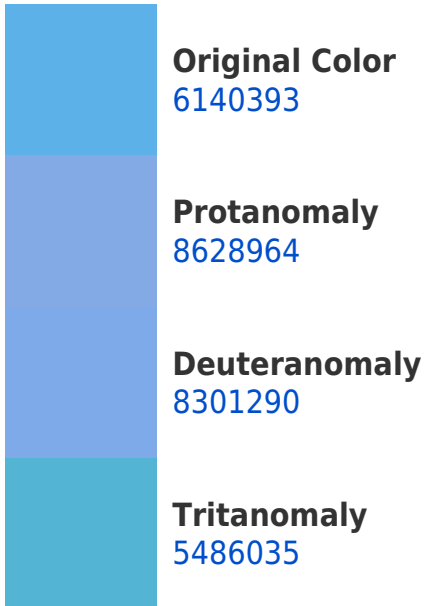 Original Color
6140393
Protanomaly
8628964
Deuteranomaly
8301290
Tritanomaly
5486035